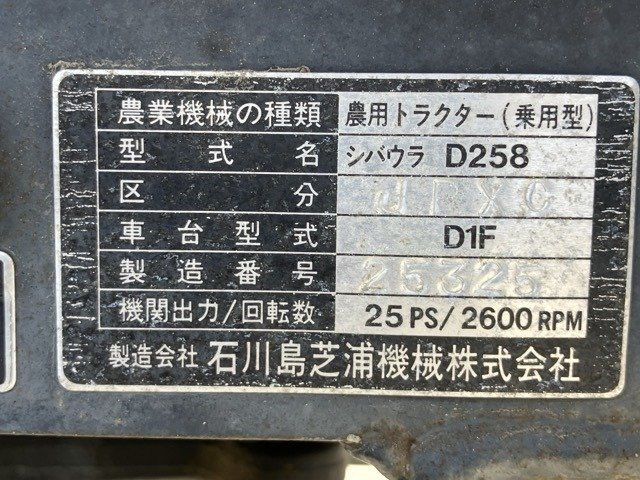 農業機械の種類 農用トラクター(乗用型)
型式名 シバウラ D258
区分
車台型式 D1F
製造番号 25325
機関出力/回転数 25 PS/2600 RPM
製造会社 石川島芝浦機械株式会社